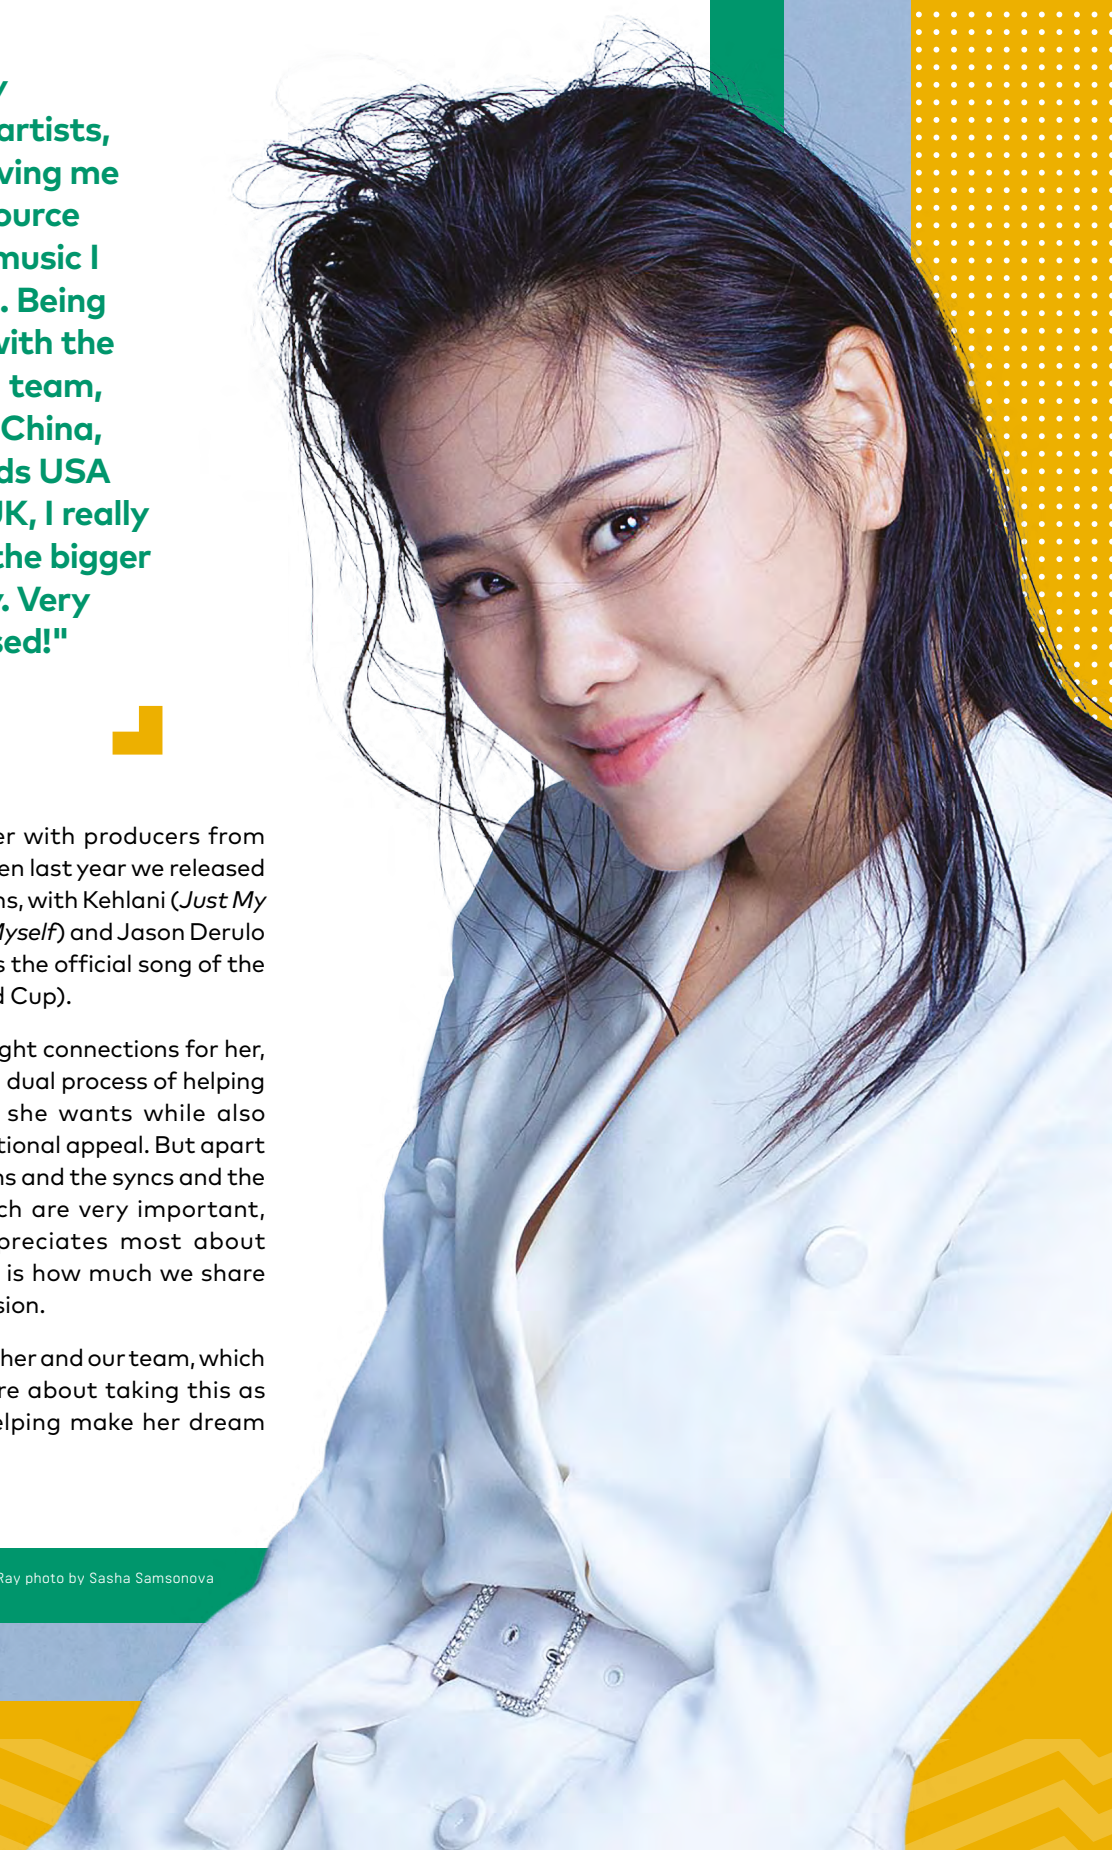 y
artists,
ving me
ource
music I
. Being
with the
team,
China,
ds USA
UK, I really
the bigger
y. Very
sed!"
er with producers from
en last year we released
ns, with Kehlani (Just My
Myself) and Jason Derulo
s the official song of the
d Cup).
ght connections for her,
dual process of helping
she wants while also
tional appeal. But apart
ns and the syncs and the
ch are very important,
preciates most about
is how much we share
sion.
her and our team, which
re about taking this as
elping make her dream
Ray photo by Sasha Samsonova